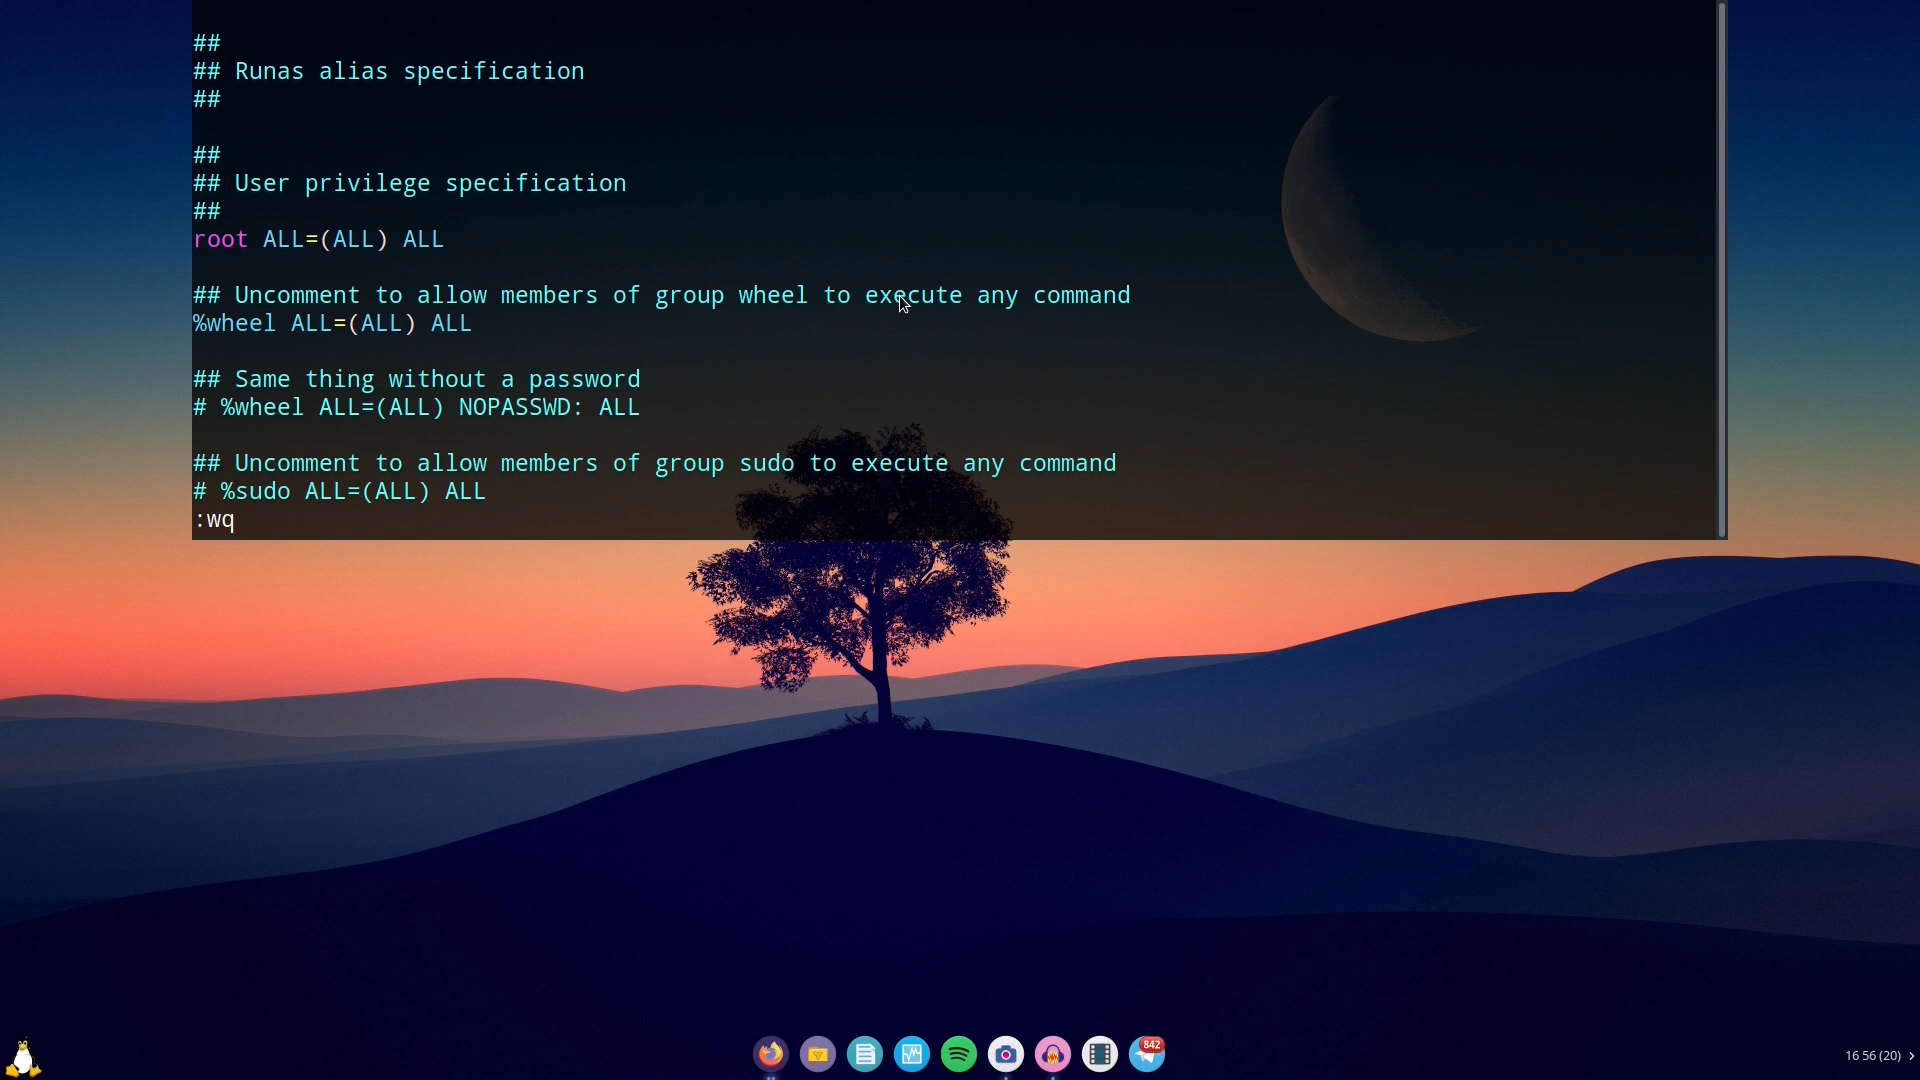 ##
## Runas alias specification
##
##
## User privilege specification
##
root ALL=(ALL) ALL
## Uncomment to allow members of group wheel to execute any command
%wheel ALL=(ALL) ALL
## Same thing without a password
# %wheel ALL=(ALL) NOPASSWD: ALL
## Uncomment to allow members of group sudo to execute any command
# %sudo ALL=(ALL) ALL
:wq
842
16 56 (20)